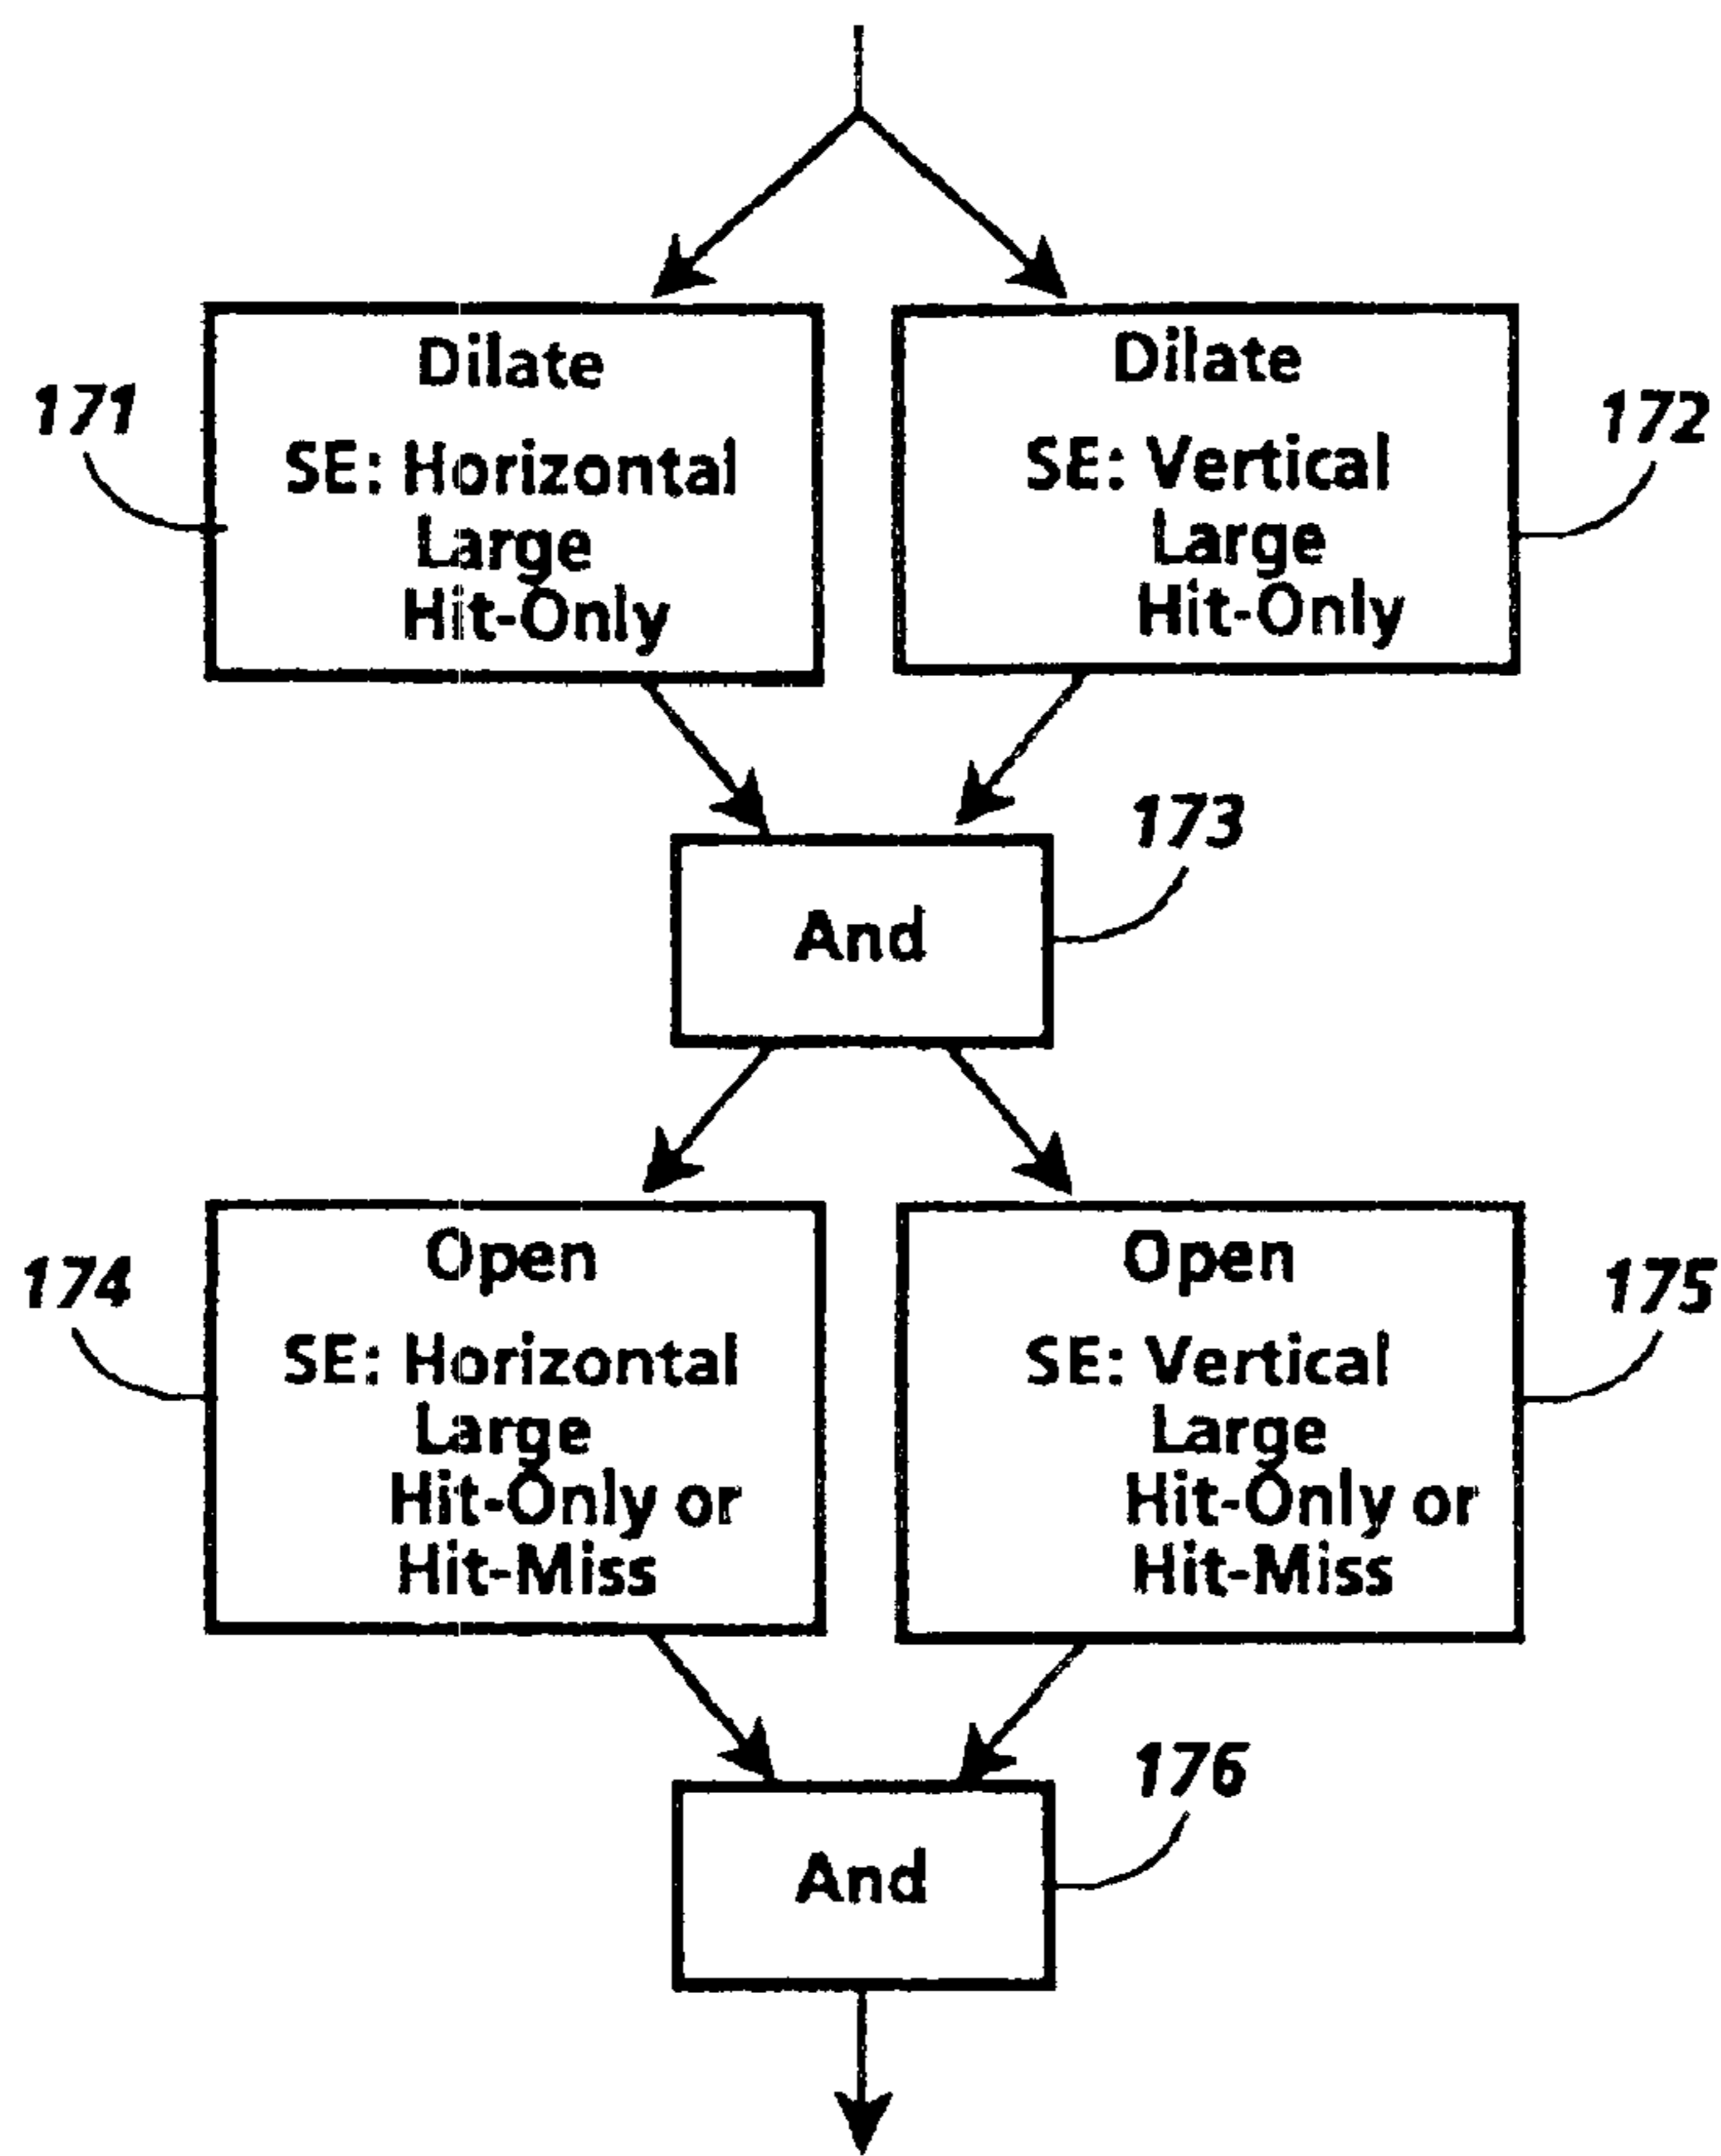 Dilate
SE: Horizontal
Large
Hit-Only
171
Dilate
SE: Vertical
Large
Hit-Only
172
And
173
Open
SE: Horizontal
Large
Hit-Only or
Hit-Miss
174
Open
SE: Vertical
Large
Hit-Only or
Hit-Miss
175
And
176